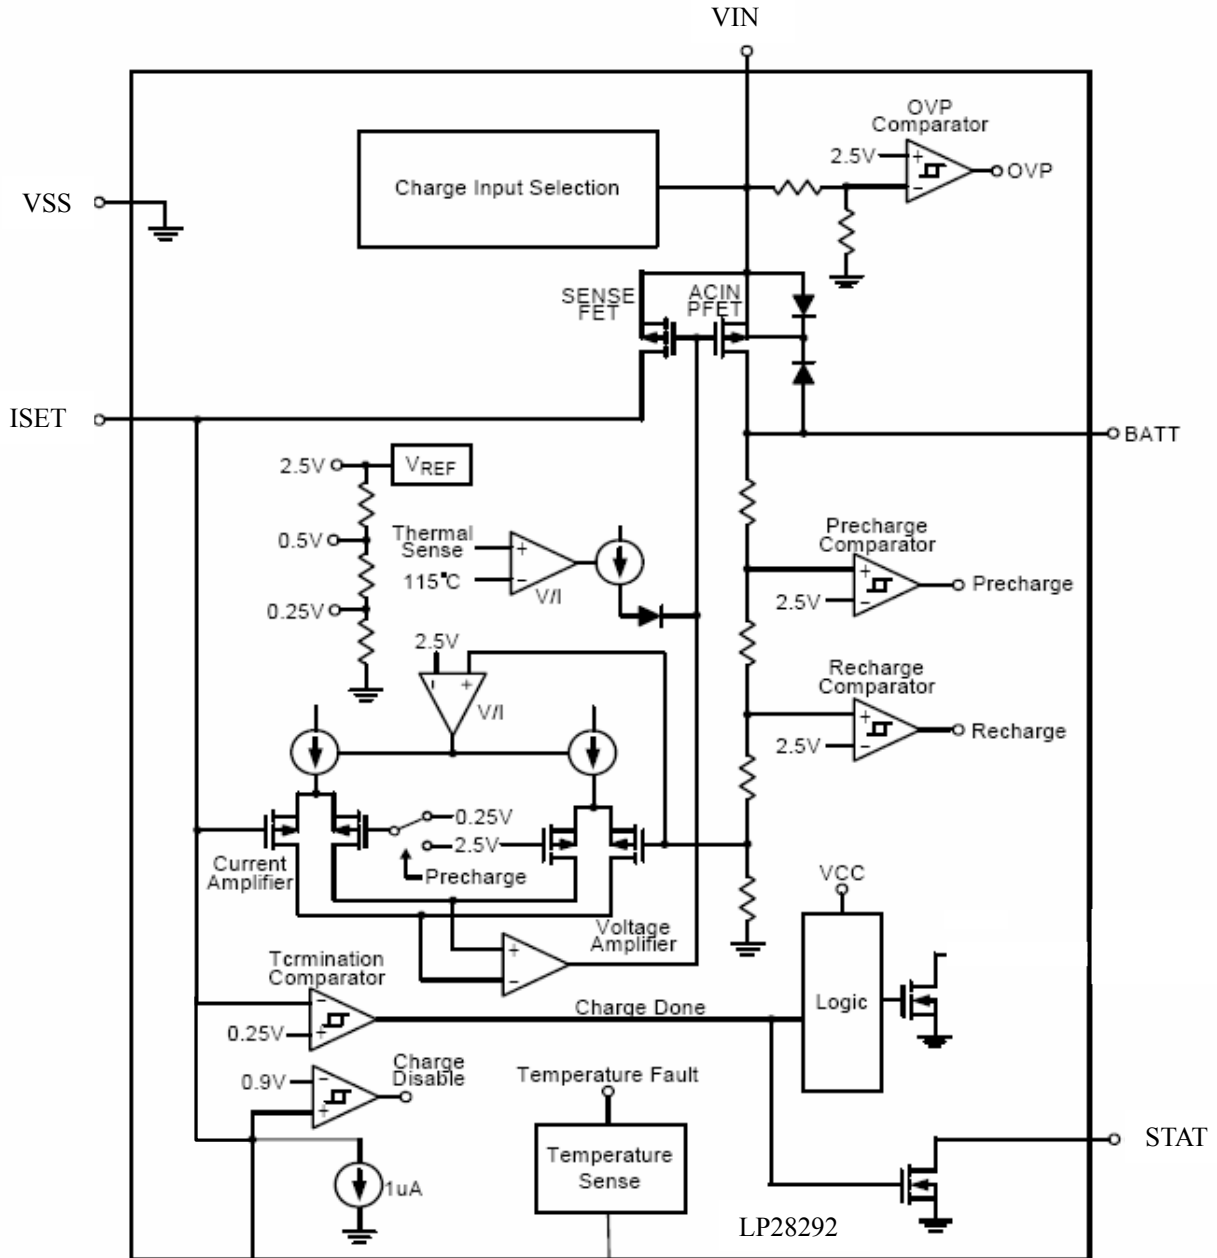 VIN
OVP
Comparator
2.5V
+
OVP
−
Charge Input Selection
VSS
SENSE
FET
ACIN
PFET
ISET
BATT
2.5V
VREF
Thermal
Sense
+
115°C
−
V/I
0.5V
0.25V
Precharge
Comparator
+
Precharge
2.5V
−
2.5V
−
+
V/I
Recharge
Comparator
+
Recharge
2.5V
−
0.25V
2.5V
Precharge
Current
Amplifier
VCC
Voltage
Amplifier
+
−
Tcrmination
Comparator
−
0.25V
+
Charge Done
Logic
Charge
Disable
0.9V
−
+
Temperature Fault
Temperature
Sense
1uA
STAT
LP28292